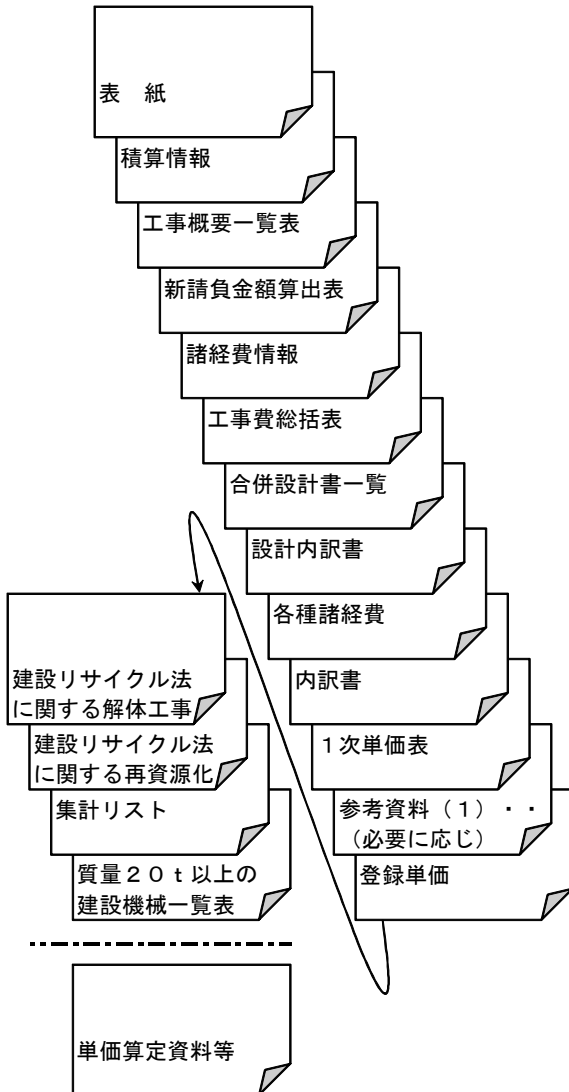 表　紙
積算情報
工事概要一覧表
新請負金額算出表
諸経費情報
工事費総括表
合併設計書一覧
設計内訳書
各種諸経費
内訳書
１次単価表
参考資料（１）・・
（必要に応じ）
登録単価
建設リサイクル法
に関する解体工事
建設リサイクル法
に関する再資源化
集計リスト
質量２０ｔ以上の
建設機械一覧表
単価算定資料等